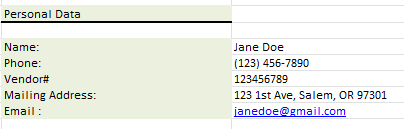 Personal Data
Name: Jane Doe
Phone: (123) 456-7890
Vendor# 123456789
Mailing Address: 123 1st Ave, Salem, OR 97301
Email : janedoe@gmail.com